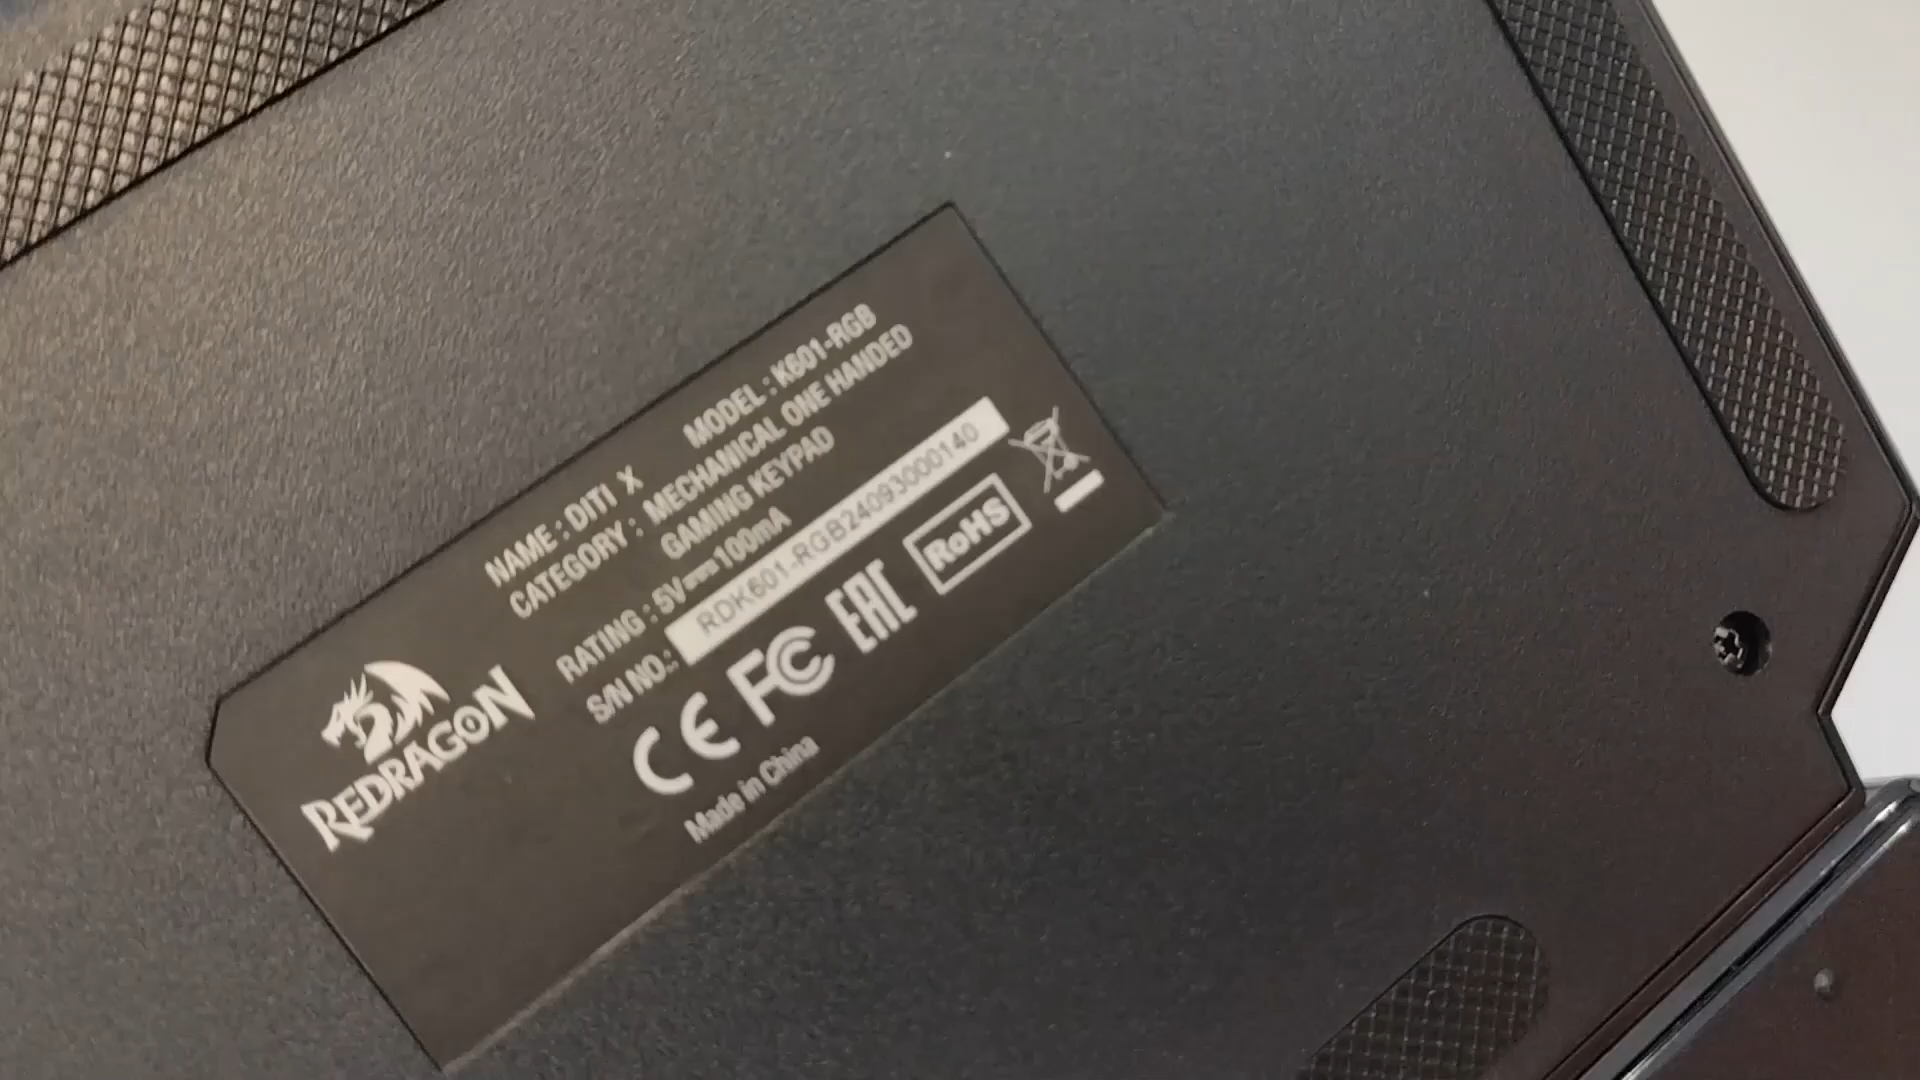 REDRAGON
NAME : DITI X MODEL : K601-RGB
CATEGORY : MECHANICAL ONE HANDED
GAMING KEYPAD
RATING : 5V⎓100mA
S/N NO.: RDK601-RGB24093000140
CE FC EAC RoHS
Made in China